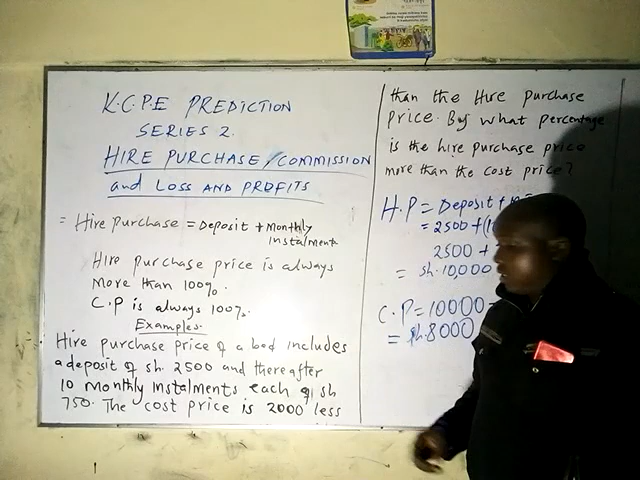 K.C.P.E PREDICTION
SERIES 2.
HIRE PURCHASE/COMMISSION
and LOSS AND PROFITS
= Hire purchase = Deposit + Monthly
instalments
Hire purchase price is always
more than 100%.
C.P is always 100%.
Examples.
Hire purchase price of a bed includes
a deposit of sh. 2500 and thereafter
10 monthly instalments each of sh
750. The cost price is 2000 less
than the Hire purchase
price. By what percentage
is the hire purchase price
more than the cost price?
H.P = Deposit +
= 2500 + (
2500 +
= sh. 10,000
C.P = 10000 -
= sh. 8000